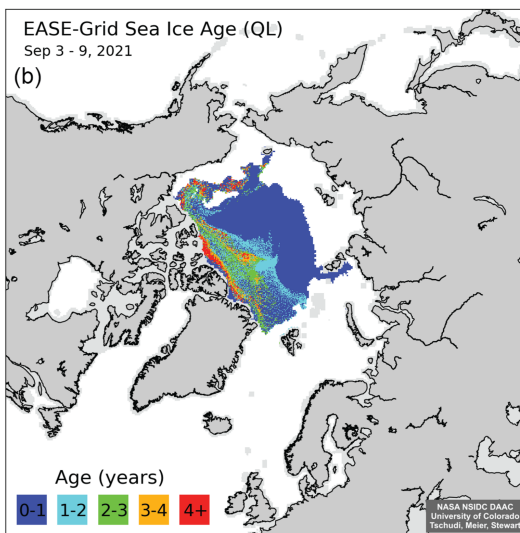 EASE-Grid Sea Ice Age (QL)
Sep 3 - 9, 2021
(b)
Age (years)
0-1 1-2 2-3 3-4 4+
NASA NSIDC DAAC
University of Colorado
Tschudi, Meier, Stewart